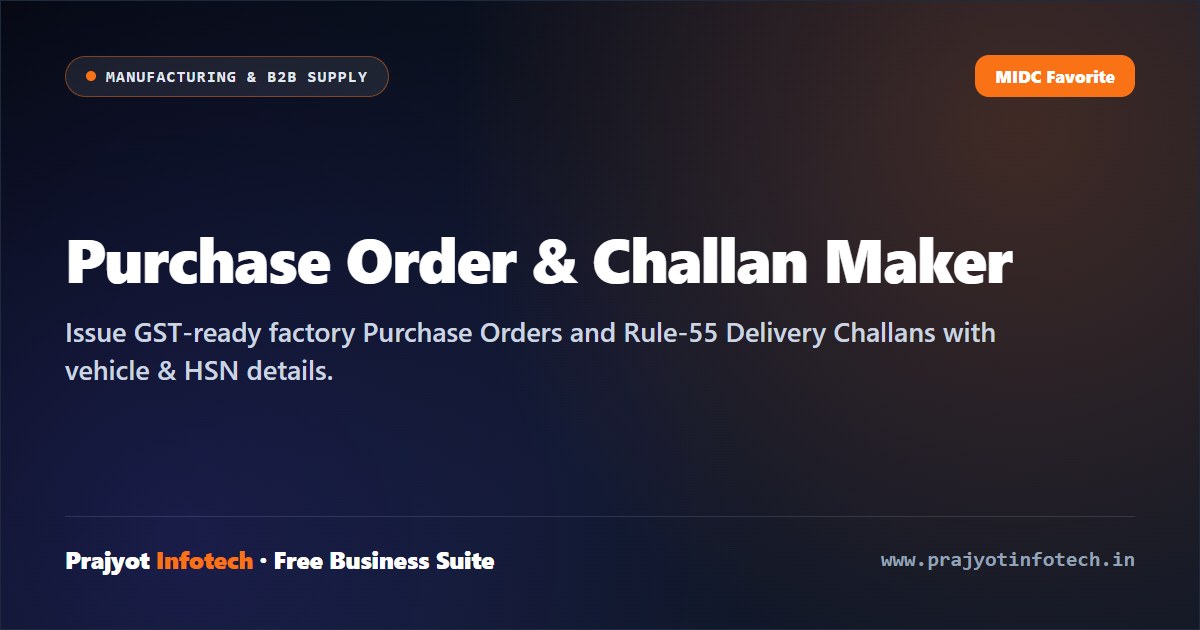 MANUFACTURING & B2B SUPPLY
MIDC Favorite
Purchase Order & Challan Maker
Issue GST-ready factory Purchase Orders and Rule-55 Delivery Challans with
vehicle & HSN details.
Prajyot Infotech · Free Business Suite
www.prajyotinfotech.in